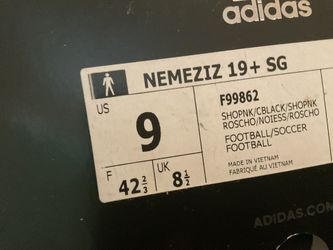 adidas
NEMEZIZ 19+ SG
US
9
F
42 2/3
UK
8 1/2
F99862
SHOPNK/CBLACK/SHOPNK
ROSCHO/NOIESS/ROSCHO
FOOTBALL/SOCCER
FOOTBALL
MADE IN VIETNAM
FABRIQUÉ AU VIETNAM
ADIDAS.COM